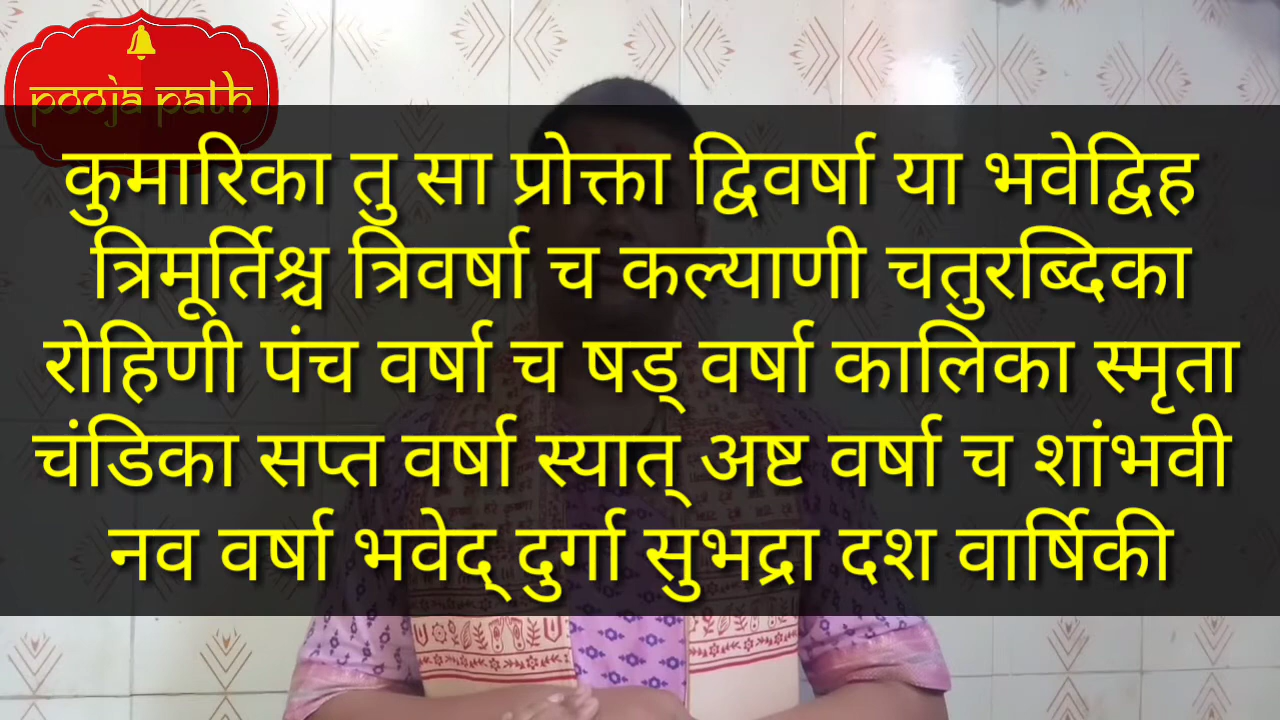 pooja path
कुमारिका तु सा प्रोक्ता द्विवर्षा या भवेद्विह
त्रिमूर्तिश्च त्रिवर्षा च कल्याणी चतुरब्दिका
रोहिणी पंच वर्षा च षड् वर्षा कालिका स्मृता
चंडिका सप्त वर्षा स्यात् अष्ट वर्षा च शांभवी
नव वर्षा भवेद् दुर्गा सुभद्रा दश वार्षिकी